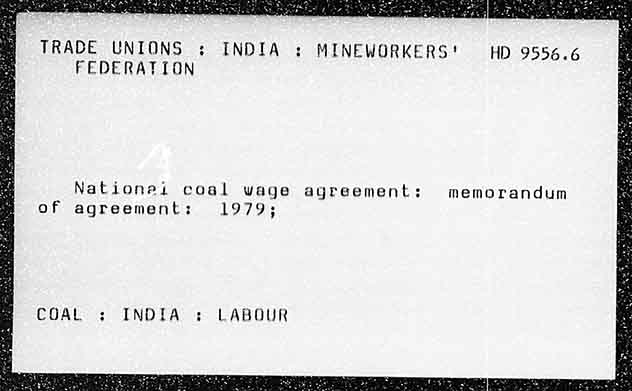 TRADE UNIONS : INDIA : MINEWORKERS' HD 9556.6
FEDERATION
National coal wage agreement: memorandum
of agreement: 1979;
COAL : INDIA : LABOUR